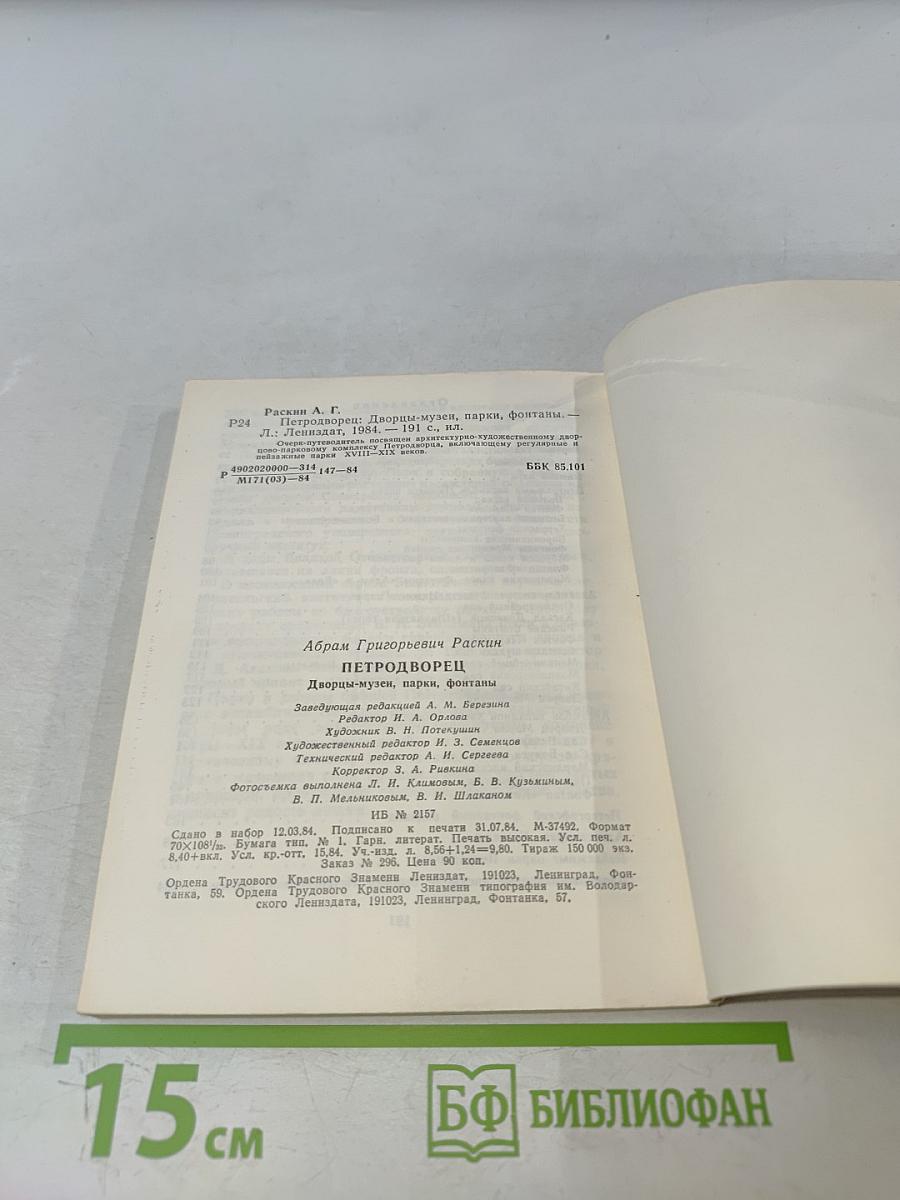 Раскин А. Г.
Р24 Петродворец: Дворцы-музеи, парки, фонтаны. —
Л.: Лениздат, 1984. — 191 с., ил.
Очерк-путеводитель посвящен архитектурно-художественному двор-
цово-парковому комплексу Петродворца, включающему регулярные и
пейзажные парки XVIII—XIX веков.
Р 4902020000—314 147—84 ББК 85.101
М171(03)—84
Абрам Григорьевич Раскин
ПЕТРОДВОРЕЦ
Дворцы-музеи, парки, фонтаны
Заведующая редакцией А. М. Березина
Редактор И. А. Орлова
Художник В. Н. Потекушин
Художественный редактор И. З. Семенцов
Технический редактор А. И. Сергеева
Корректор З. А. Ривкина
Фотосъемка выполнена Л. И. Климовым, Б. В. Кузьминым,
В. П. Мельниковым, В. И. Шлаканом
ИБ № 2157
Сдано в набор 12.03.84. Подписано к печати 31.07.84. М-37492. Формат
70×108¹/₃₂. Бумага тип. № 1. Гарн. литерат. Печать высокая. Усл. печ. л.
8,40+вкл. Усл. кр.-отт. 15,84. Уч.-изд. л. 8,56+1,24=9,80. Тираж 150 000 экз.
Заказ № 296. Цена 90 коп.
Ордена Трудового Красного Знамени Лениздат, 191023, Ленинград, Фон-
танка, 59. Ордена Трудового Красного Знамени типография им. Володар-
ского Лениздата, 191023, Ленинград, Фонтанка, 57.
15 см
БФ БИБЛИОФАН